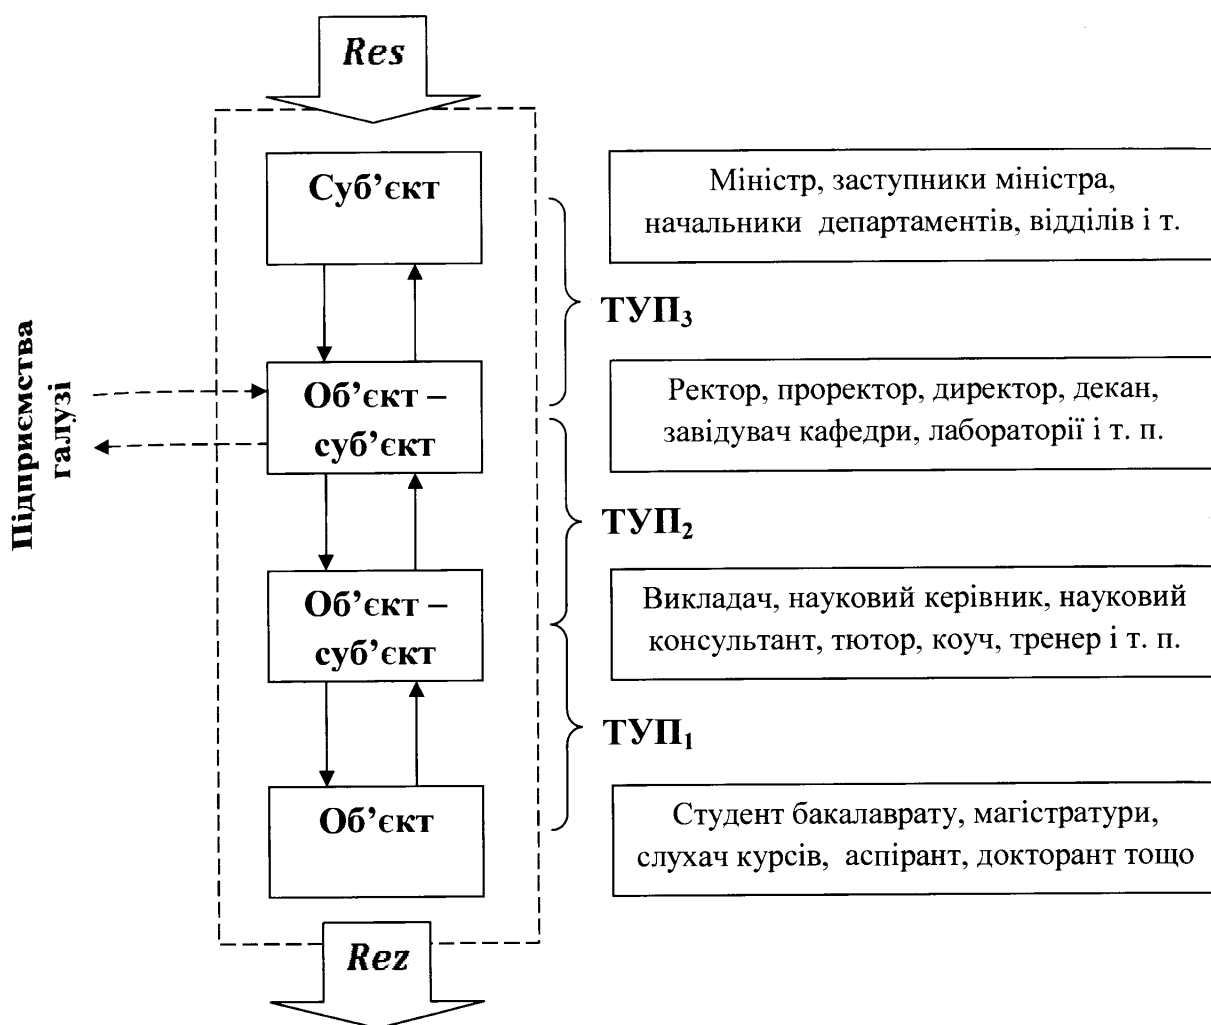 Res
Суб’єкт
Міністр, заступники міністра,
начальники департаментів, відділів і т.
ТУП₃
Підприємства
галузі
Об’єкт –
суб’єкт
Ректор, проректор, директор, декан,
завідувач кафедри, лабораторії і т. п.
ТУП₂
Об’єкт –
суб’єкт
Викладач, науковий керівник, науковий
консультант, тютор, коуч, тренер і т. п.
ТУП₁
Об’єкт
Студент бакалаврату, магістратури,
слухач курсів, аспірант, докторант тощо
Rez